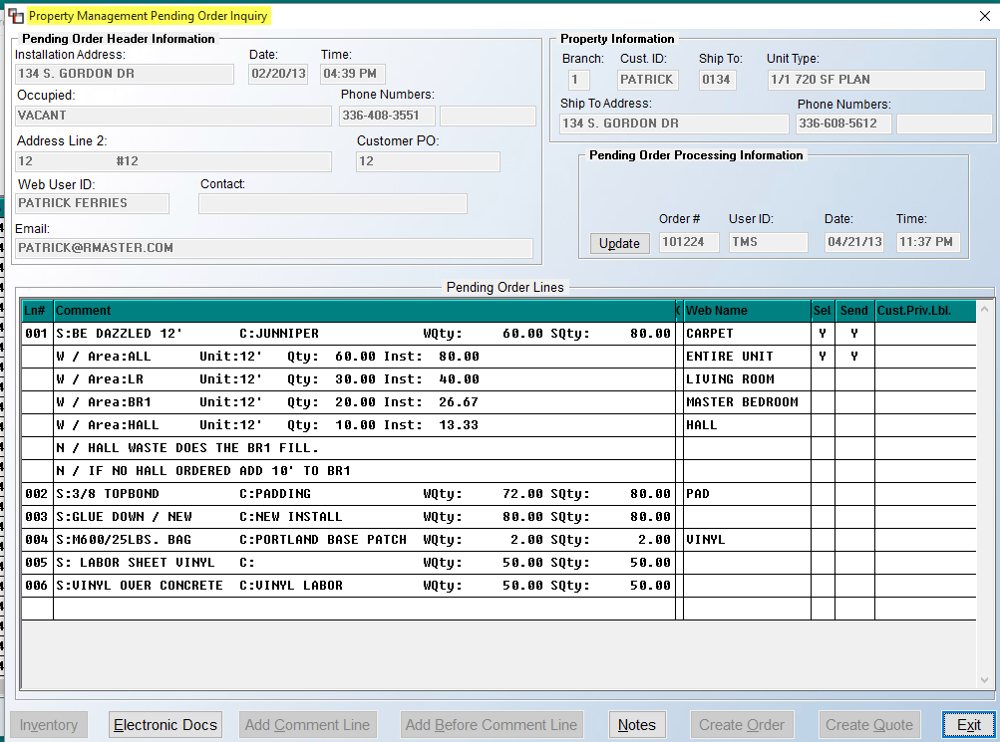 Property Management Pending Order Inquiry
Pending Order Header Information
Installation Address: Date: Time:
134 S. GORDON DR 02/20/13 04:39 PM
Occupied: Phone Numbers:
VACANT 336-408-3551
Address Line 2: Customer PO:
12 #12 12
Web User ID: Contact:
PATRICK FERRIES
Email:
PATRICK@RMASTER.COM
Property Information
Branch: Cust. ID: Ship To: Unit Type:
1 PATRICK 0134 1/1 720 SF PLAN
Ship To Address: Phone Numbers:
134 S. GORDON DR 336-608-5612
Pending Order Processing Information
Order # User ID: Date: Time:
Update 101224 TMS 04/21/13 11:37 PM
Pending Order Lines
Ln# Comment Web Name Sel Send Cust.Priv.Lbl.
001 S:BE DAZZLED 12' C:JUNNIPER WQty: 60.00 SQty: 80.00 CARPET Y Y
W / Area:ALL Unit:12' Qty: 60.00 Inst: 80.00 ENTIRE UNIT Y Y
W / Area:LR Unit:12' Qty: 30.00 Inst: 40.00 LIVING ROOM
W / Area:BR1 Unit:12' Qty: 20.00 Inst: 26.67 MASTER BEDROOM
W / Area:HALL Unit:12' Qty: 10.00 Inst: 13.33 HALL
N / HALL WASTE DOES THE BR1 FILL.
N / IF NO HALL ORDERED ADD 10' TO BR1
002 S:3/8 TOPBOND C:PADDING WQty: 72.00 SQty: 80.00 PAD
003 S:GLUE DOWN / NEW C:NEW INSTALL WQty: 80.00 SQty: 80.00
004 S:M600/25LBS. BAG C:PORTLAND BASE PATCH WQty: 2.00 SQty: 2.00 VINYL
005 S: LABOR SHEET VINYL C: WQty: 50.00 SQty: 50.00
006 S:VINYL OVER CONCRETE C:VINYL LABOR WQty: 50.00 SQty: 50.00
Inventory Electronic Docs Add Comment Line Add Before Comment Line Notes Create Order Create Quote Exit